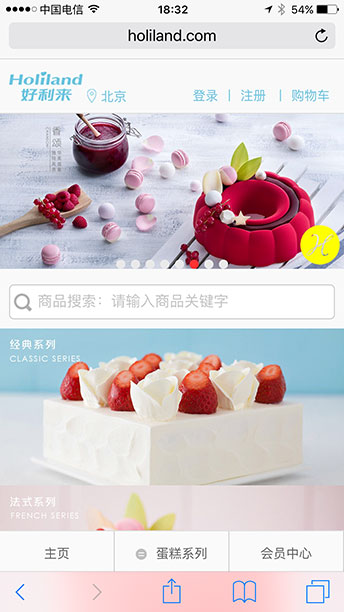 中国电信 18:32 54%
holiland.com
Holiland
好利来 北京 登录 | 注册 | 购物车
香颂
商品搜索：请输入商品关键字
经典系列
CLASSIC SERIES
法式系列
FRENCH SERIES
主页 蛋糕系列 会员中心